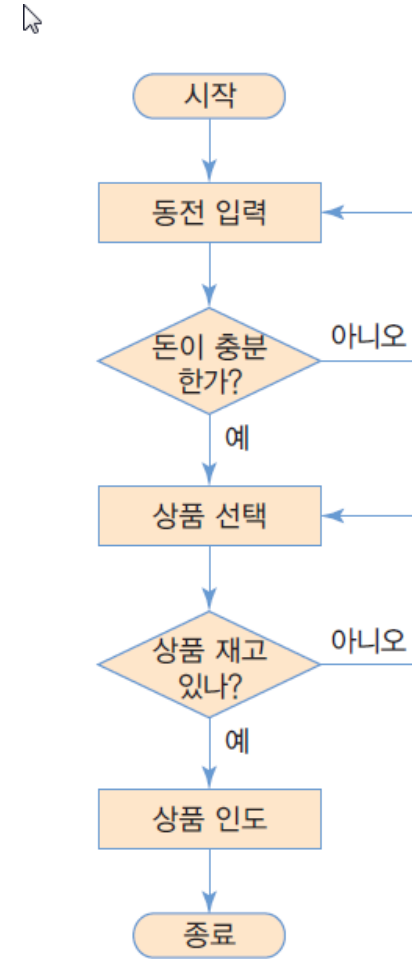 시작
동전 입력
돈이 충분
한가?
아니오
예
상품 선택
상품 재고
있나?
아니오
예
상품 인도
종료